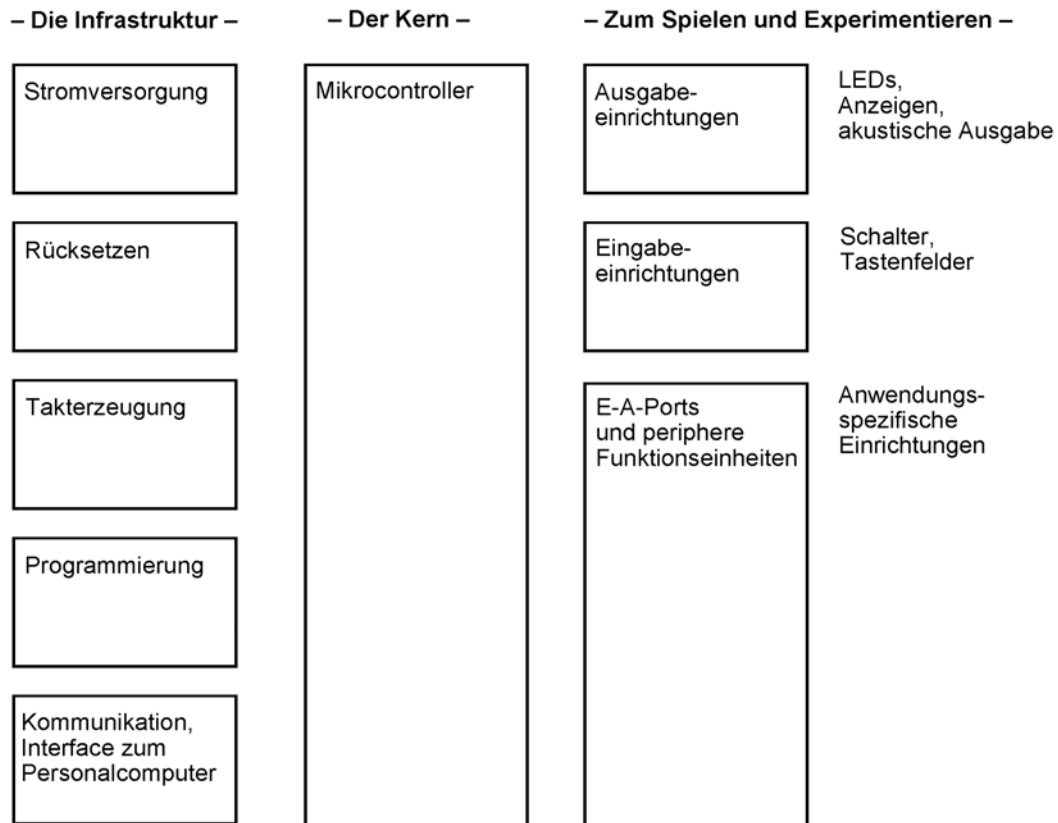 – Die Infrastruktur –
Stromversorgung
Rücksetzen
Takterzeugung
Programmierung
Kommunikation,
Interface zum
Personalcomputer
– Der Kern –
Mikrocontroller
– Zum Spielen und Experimentieren –
Ausgabe-
einrichtungen
LEDs,
Anzeigen,
akustische Ausgabe
Eingabe-
einrichtungen
Schalter,
Tastenfelder
E-A-Ports
und periphere
Funktionseinheiten
Anwendungs-
spezifische
Einrichtungen